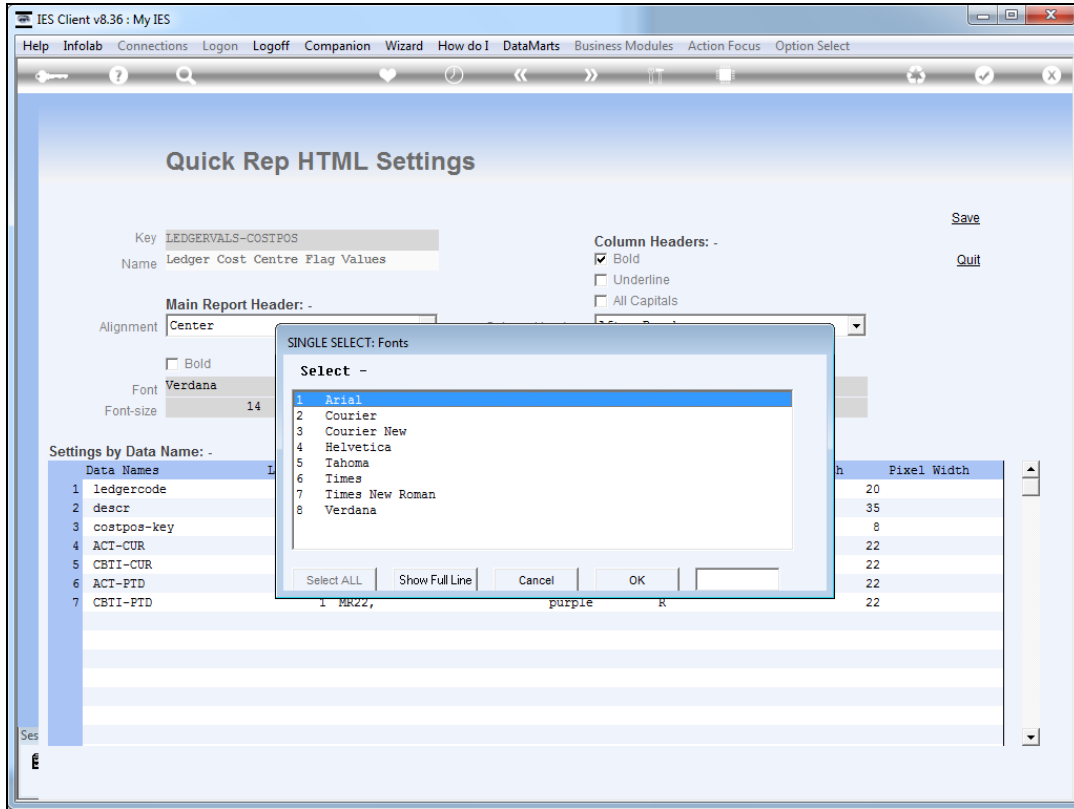 IES Client v8.36 : My IES
Help Infolab Connections Logon Logoff Companion Wizard How do I DataMarts Business Modules Action Focus Option Select
Quick Rep HTML Settings
Save
Key LEDGERVALS-COSTPOS
Column Headers: -
Name Ledger Cost Centre Flag Values
Bold
Quit
Underline
Main Report Header: -
All Capitals
Alignment Center
SINGLE SELECT: Fonts
Bold
Select -
Font Verdana
Font-size 14
1 Arial
2 Courier
3 Courier New
4 Helvetica
5 Tahoma
6 Times
7 Times New Roman
8 Verdana
Select ALL Show Full Line Cancel OK
Settings by Data Name: -
Data Names L h Pixel Width
1 ledgercode 20
2 descr 35
3 costpos-key 8
4 ACT-CUR 22
5 CBTI-CUR 22
6 ACT-PTD 22
7 CBTI-PTD 1 MR22, purple R 22
Ses